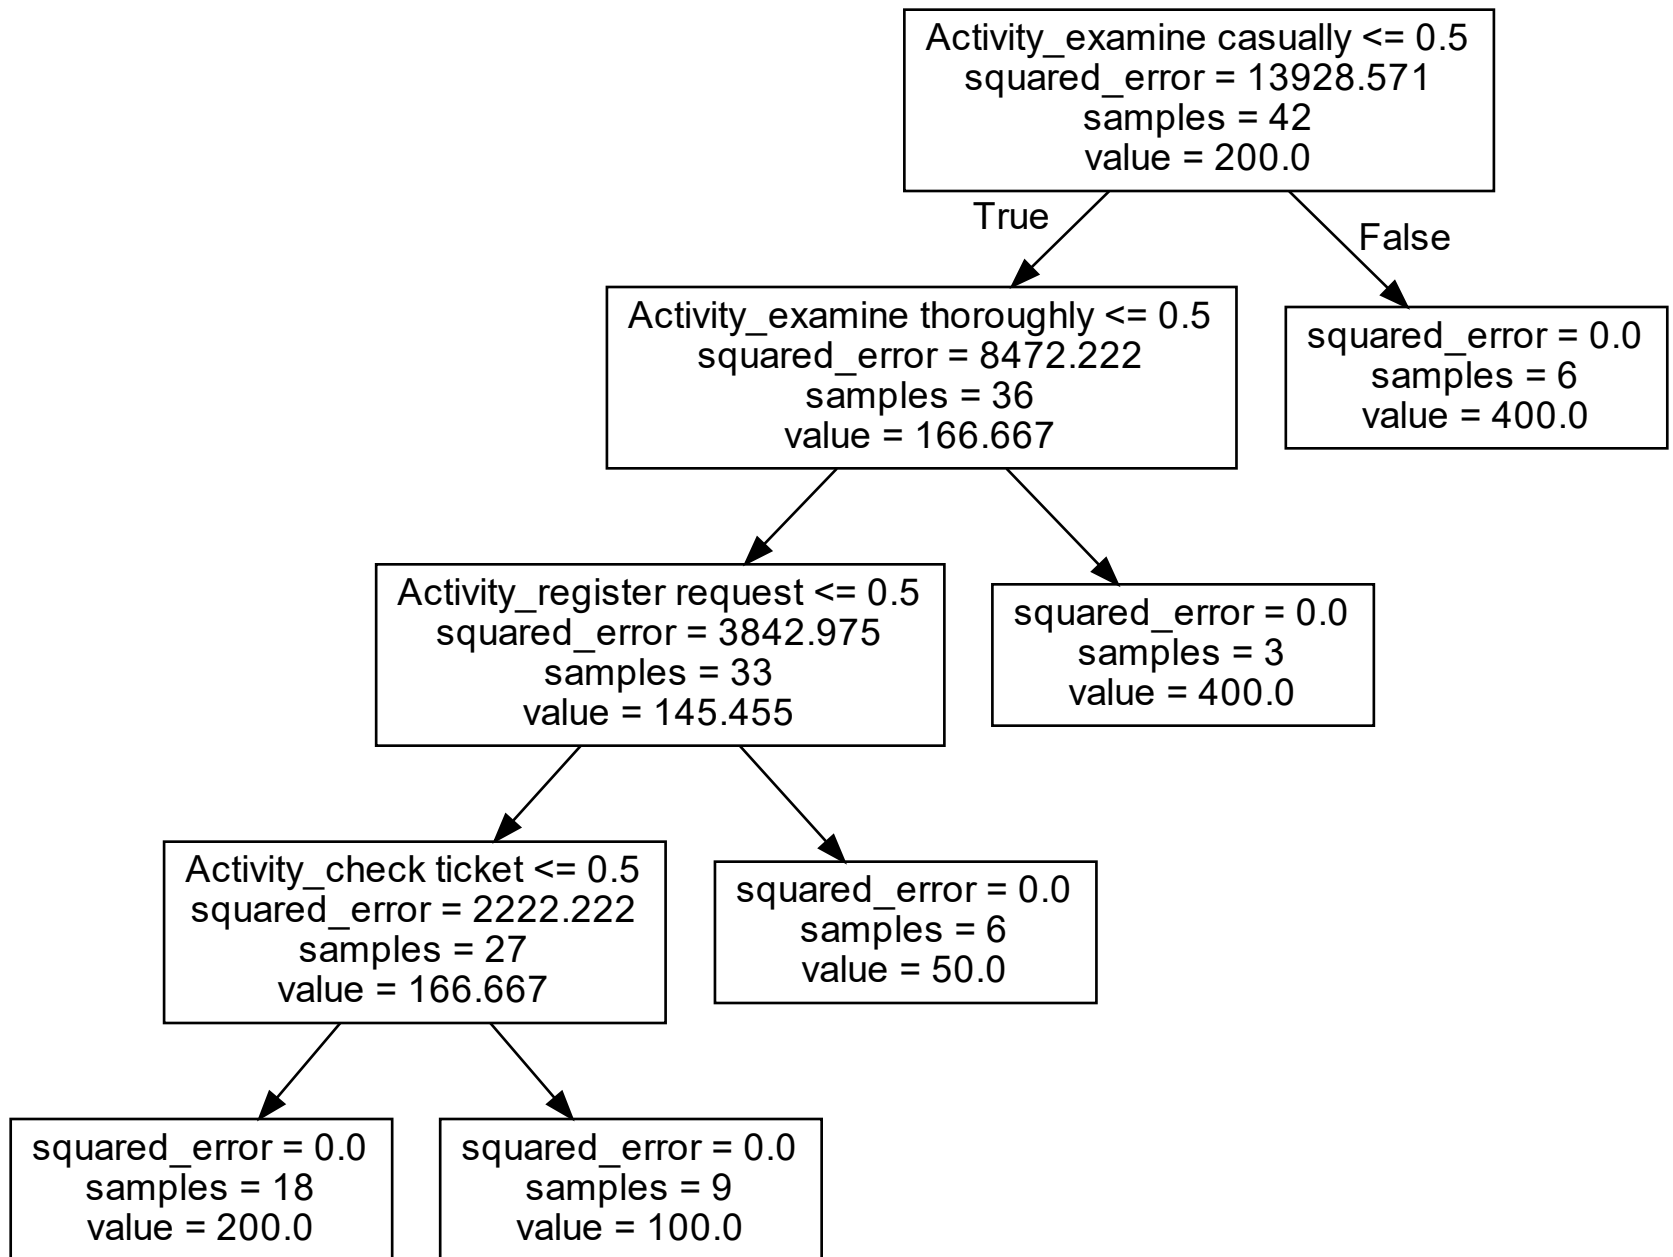 Activity_examine casually <= 0.5
squared_error = 13928.571
samples = 42
value = 200.0
True
False
Activity_examine thoroughly <= 0.5
squared_error = 8472.222
samples = 36
value = 166.667
squared_error = 0.0
samples = 6
value = 400.0
Activity_register request <= 0.5
squared_error = 3842.975
samples = 33
value = 145.455
squared_error = 0.0
samples = 3
value = 400.0
Activity_check ticket <= 0.5
squared_error = 2222.222
samples = 27
value = 166.667
squared_error = 0.0
samples = 6
value = 50.0
squared_error = 0.0
samples = 18
value = 200.0
squared_error = 0.0
samples = 9
value = 100.0